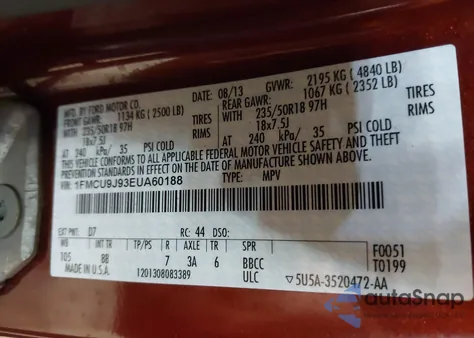 MFD. BY FORD MOTOR CO.
DATE: 08/13 GVWR: 2195 KG ( 4840 LB)
FRONT GAWR: 1134 KG ( 2500 LB) REAR GAWR: 1067 KG ( 2352 LB)
WITH 235/50R18 97H TIRES WITH 235/50R18 97H TIRES
18x7.5J RIMS 18x7.5J RIMS
AT 240 kPa/ 35 PSI COLD AT 240 kPa/ 35 PSI COLD
THIS VEHICLE CONFORMS TO ALL APPLICABLE FEDERAL MOTOR VEHICLE SAFETY AND BUMPER
STANDARDS IN EFFECT ON THE DATE OF MANUFACTURE SHOWN ABOVE.
VIN: 1FMCU9J93EUA60188
TYPE: MPV
EXT PNT: D7 RC: 44 DSO:
WB INT TR TP/PS R AXLE TR SPR F0051
105 88 7 3A 6 BBCC T0199
MADE IN U.S.A. 1201308083389 ULC ▽5U5A-3520472-AA
autoSnap